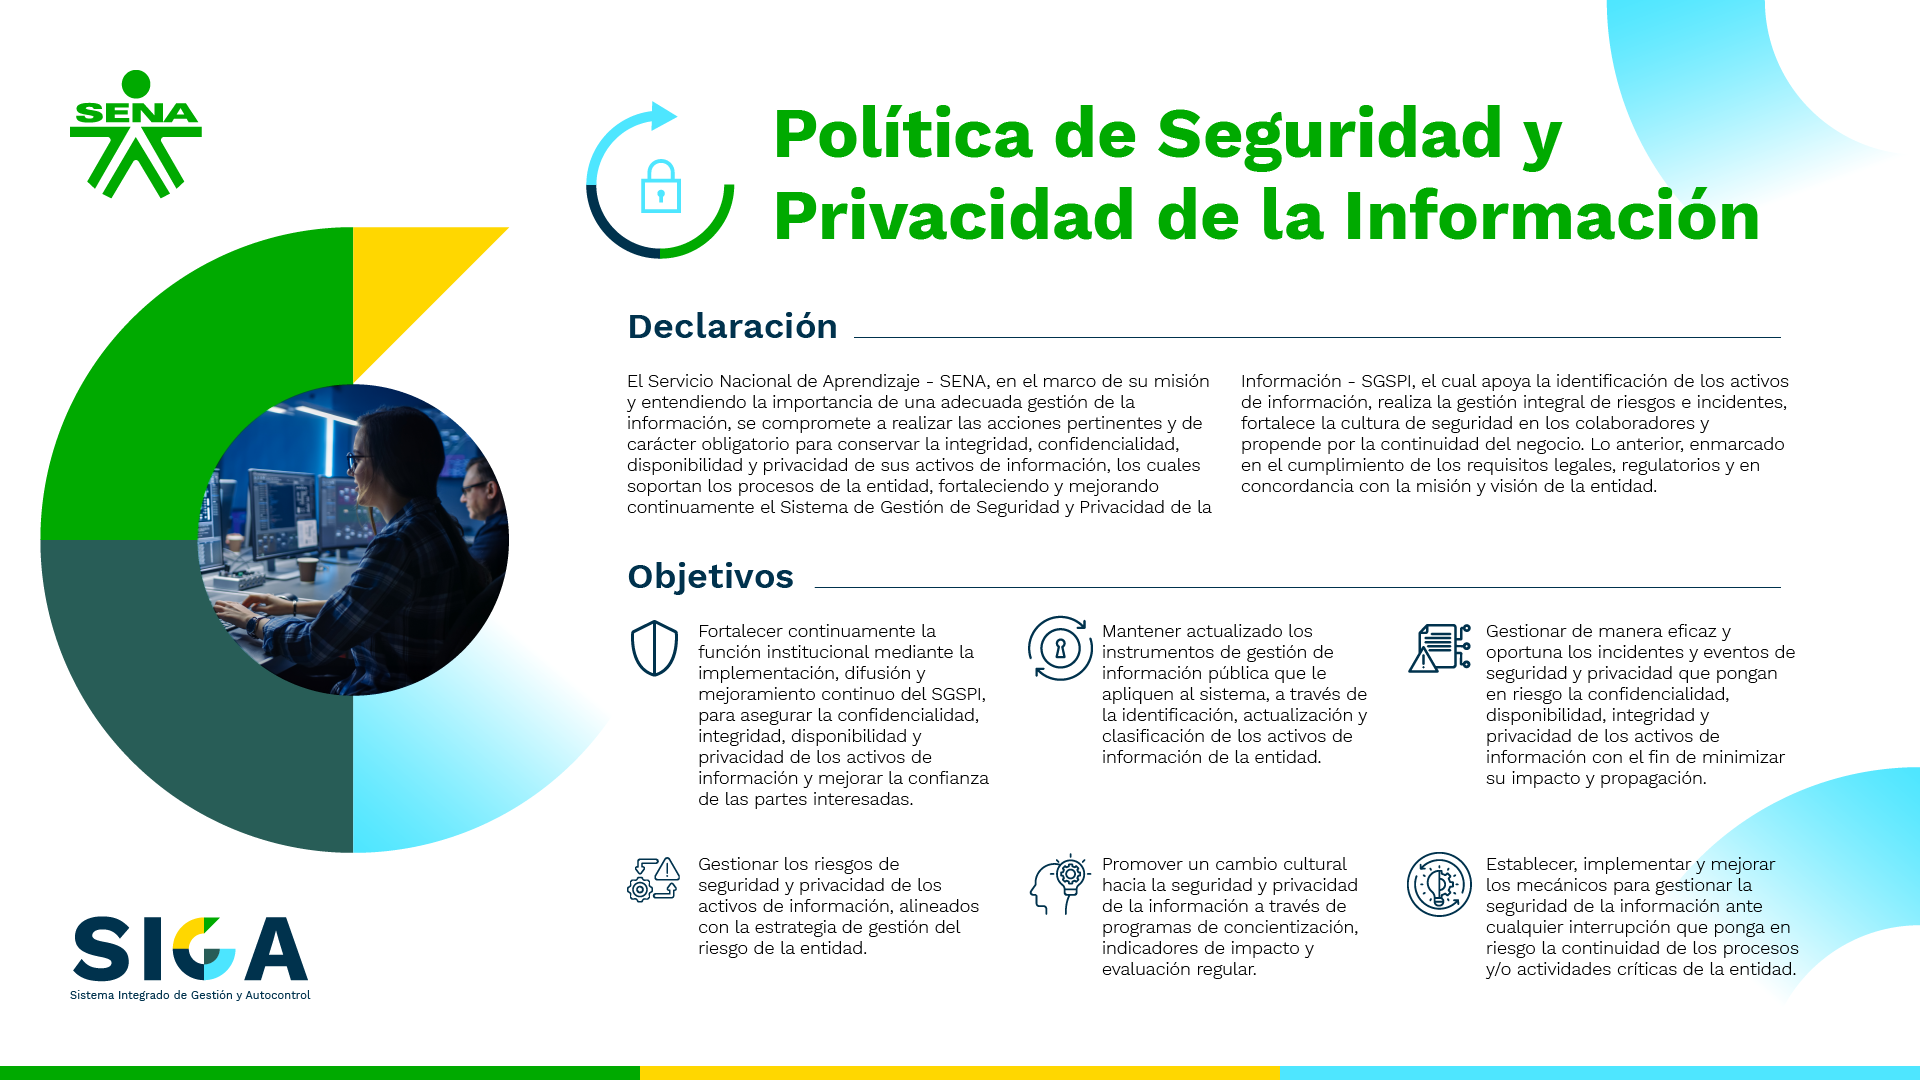 SENA
Política de Seguridad y
Privacidad de la Información
Declaración
El Servicio Nacional de Aprendizaje - SENA, en el marco de su misión
y entendiendo la importancia de una adecuada gestión de la
información, se compromete a realizar las acciones pertinentes y de
carácter obligatorio para conservar la integridad, confidencialidad,
disponibilidad y privacidad de sus activos de información, los cuales
soportan los procesos de la entidad, fortaleciendo y mejorando
continuamente el Sistema de Gestión de Seguridad y Privacidad de la
Información - SGSPI, el cual apoya la identificación de los activos
de información, realiza la gestión integral de riesgos e incidentes,
fortalece la cultura de seguridad en los colaboradores y
propende por la continuidad del negocio. Lo anterior, enmarcado
en el cumplimiento de los requisitos legales, regulatorios y en
concordancia con la misión y visión de la entidad.
Objetivos
Fortalecer continuamente la
función institucional mediante la
implementación, difusión y
mejoramiento continuo del SGSPI,
para asegurar la confidencialidad,
integridad, disponibilidad y
privacidad de los activos de
información y mejorar la confianza
de las partes interesadas.
Mantener actualizado los
instrumentos de gestión de
información pública que le
apliquen al sistema, a través de
la identificación, actualización y
clasificación de los activos de
información de la entidad.
Gestionar de manera eficaz y
oportuna los incidentes y eventos de
seguridad y privacidad que pongan
en riesgo la confidencialidad,
disponibilidad, integridad y
privacidad de los activos de
información con el fin de minimizar
su impacto y propagación.
Gestionar los riesgos de
seguridad y privacidad de los
activos de información, alineados
con la estrategia de gestión del
riesgo de la entidad.
Promover un cambio cultural
hacia la seguridad y privacidad
de la información a través de
programas de concientización,
indicadores de impacto y
evaluación regular.
Establecer, implementar y mejorar
los mecánicos para gestionar la
seguridad de la información ante
cualquier interrupción que ponga en
riesgo la continuidad de los procesos
y/o actividades críticas de la entidad.
SIGA
Sistema Integrado de Gestión y Autocontrol